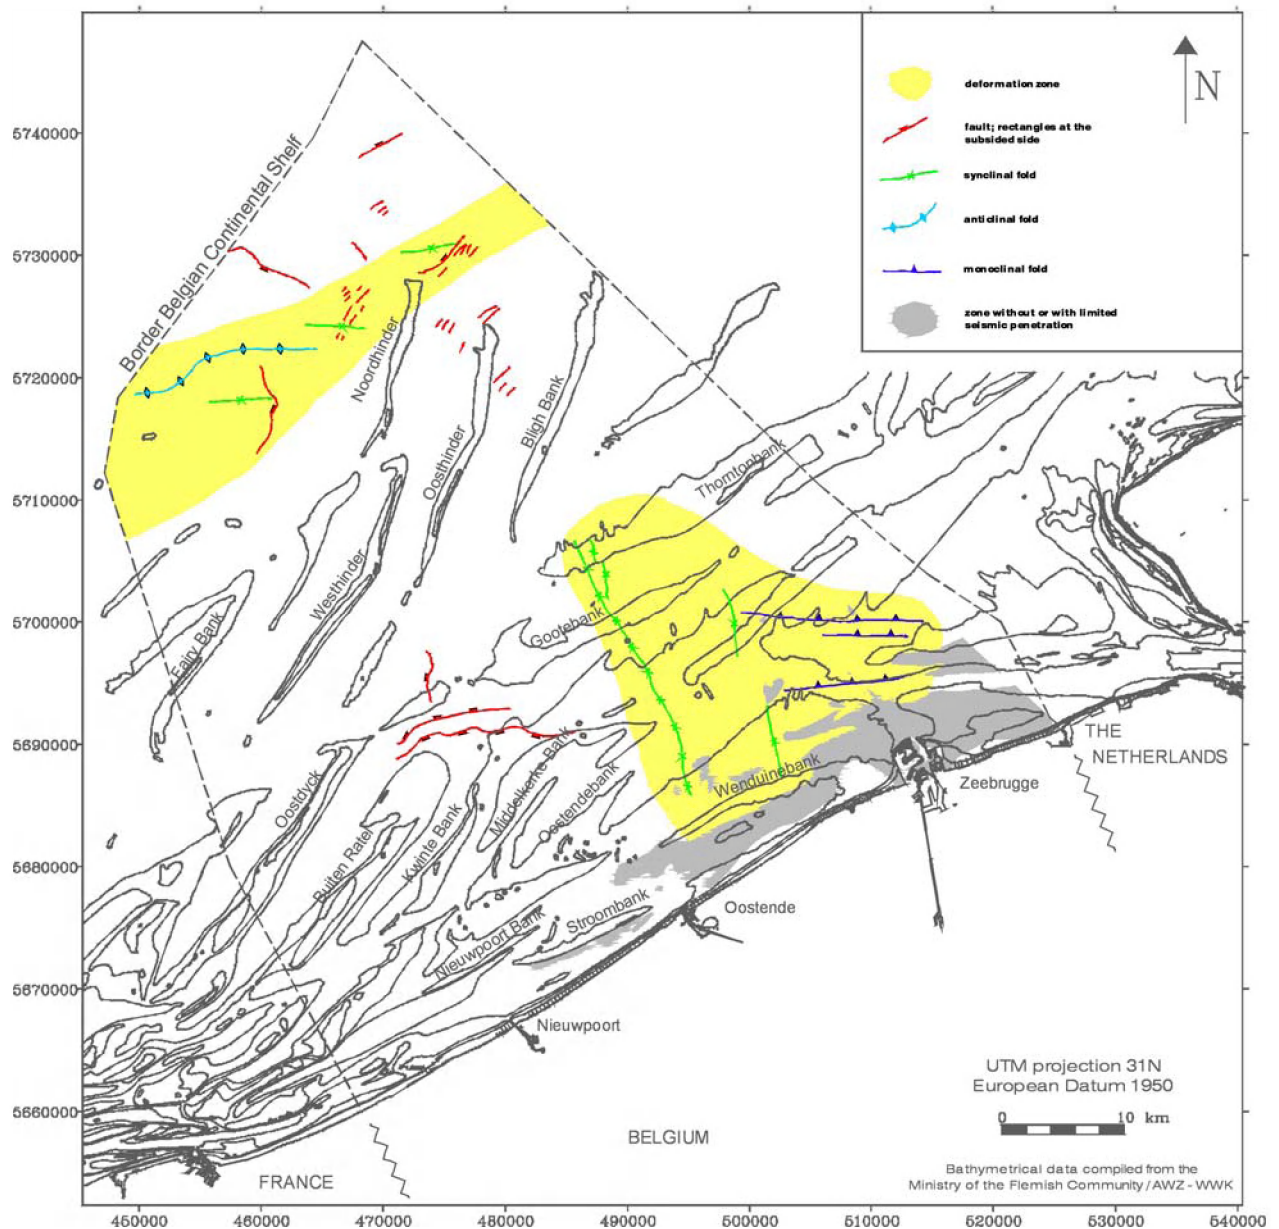 deformation zone
fault; rectangles at the
subsided side
synclinal fold
anticlinal fold
monoclinal fold
zone without or with limited
seismic penetration
N
5740000
5730000
5720000
5710000
5700000
5690000
5680000
5670000
5660000
Border Belgian Continental Shelf
Noordhinder
Oosthinder
Bligh Bank
Thorntonbank
Westhinder
Fairy Bank
Gootebank
Oostdyck
Buiten Ratel
Kwinte Bank
Middelkerke Bank
Oostendebank
Wenduinebank
Nieuwpoort Bank
Stroombank
THE
NETHERLANDS
Zeebrugge
Oostende
Nieuwpoort
BELGIUM
FRANCE
UTM projection 31N
European Datum 1950
0 10 km
Bathymetrical data compiled from the
Ministry of the Flemish Community / AWZ - WWK
450000 460000 470000 480000 490000 500000 510000 520000 530000 540000